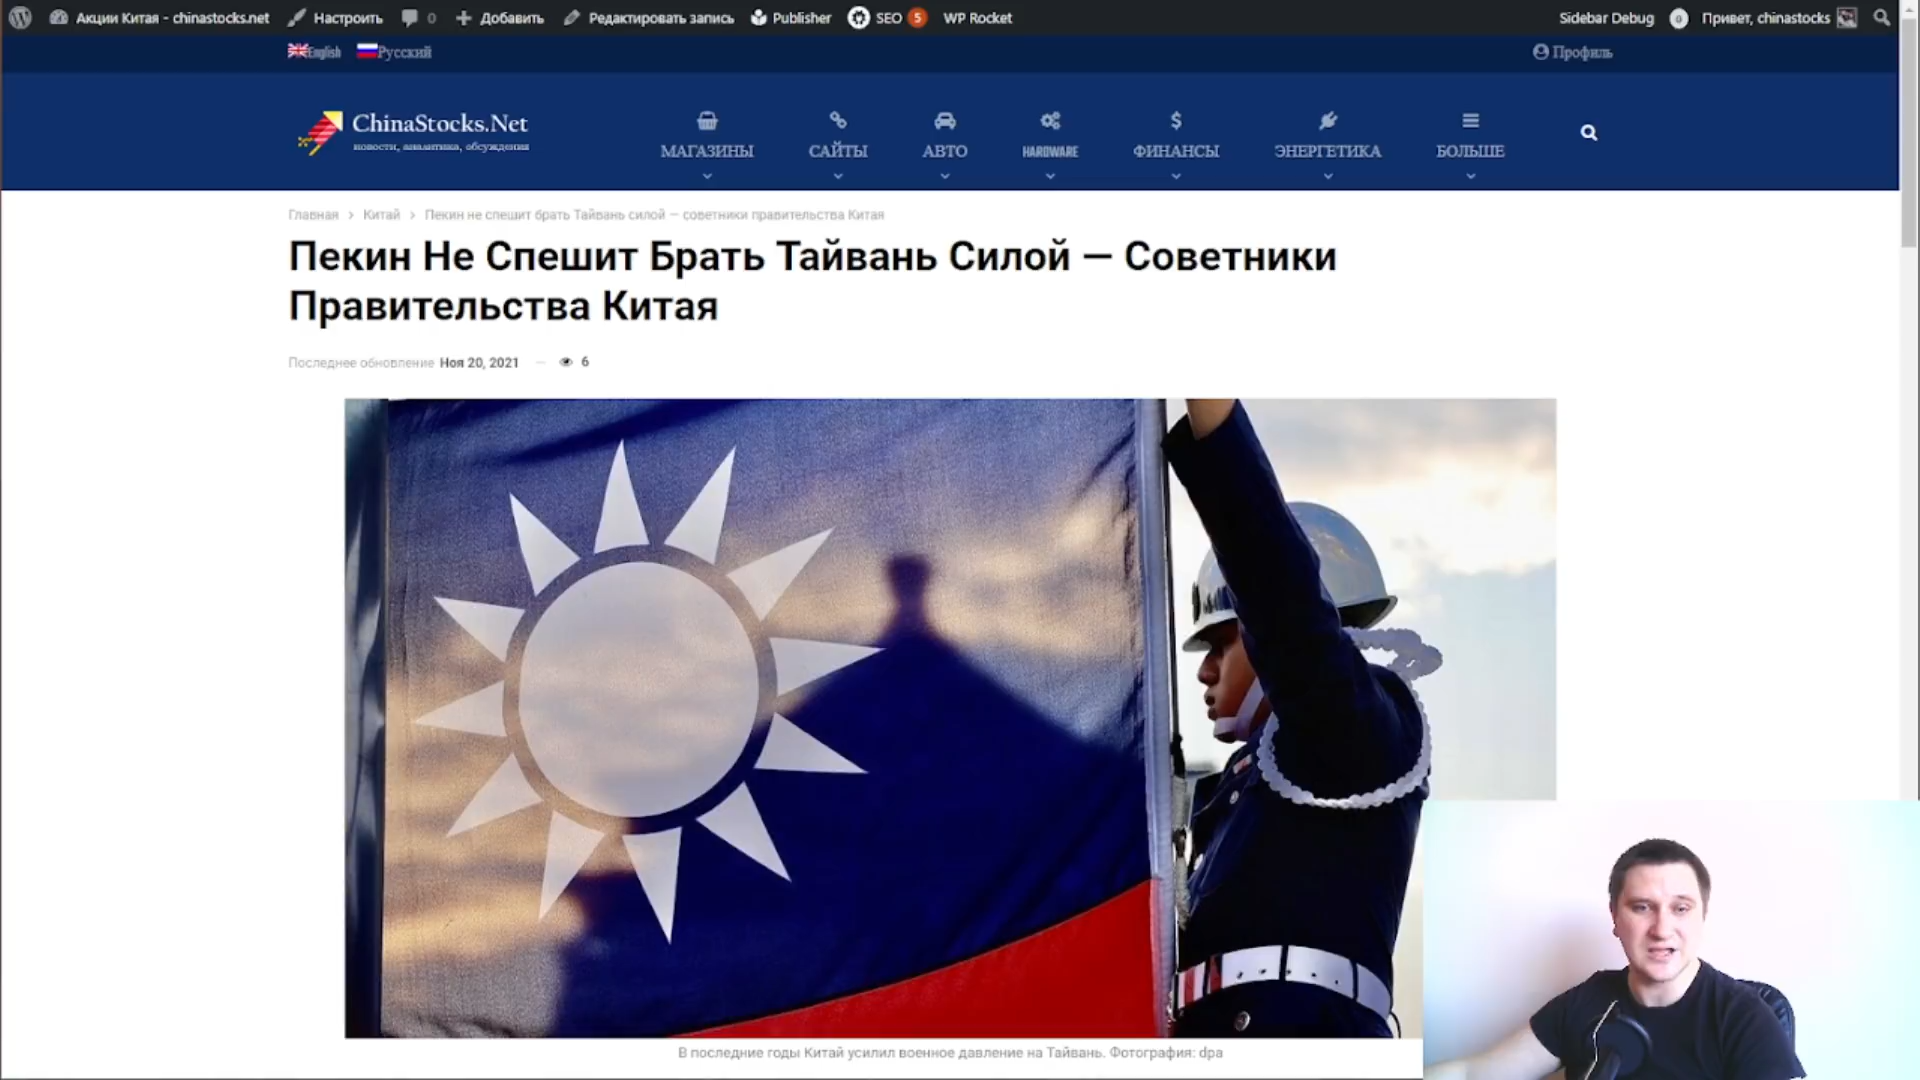 Акции Китая - chinastocks.net Настроить 0 Добавить Редактировать запись Publisher SEO 5 WP Rocket Sidebar Debug 0 Привет, chinastocks
English Русский Профиль
ChinaStocks.Net
новости, аналитика, обсуждения
МАГАЗИНЫ САЙТЫ АВТО HARDWARE ФИНАНСЫ ЭНЕРГЕТИКА БОЛЬШЕ
Главная > Китай > Пекин не спешит брать Тайвань силой — советники правительства Китая
Пекин Не Спешит Брать Тайвань Силой — Советники
Правительства Китая
Последнее обновление Ноя 20, 2021 — 6
В последние годы Китай усилил военное давление на Тайвань. Фотография: dpa